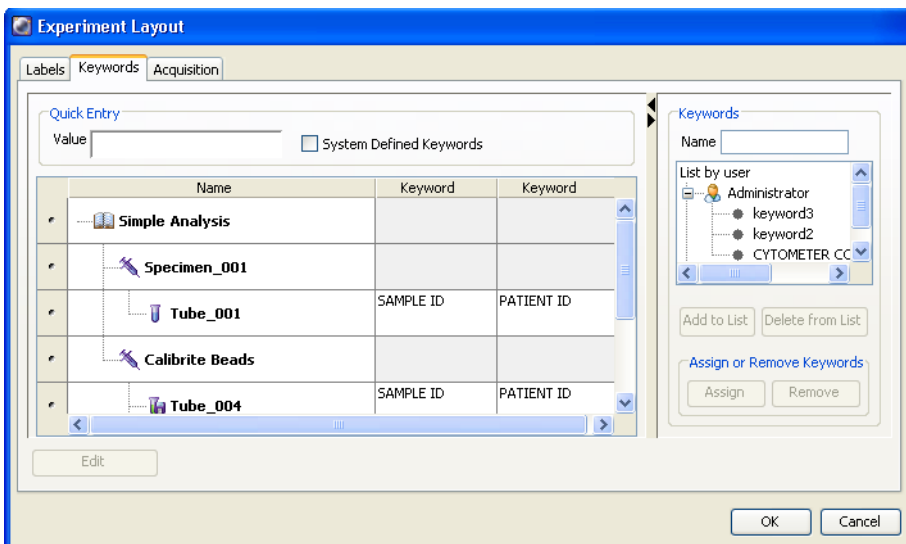 Experiment Layout
Labels Keywords Acquisition
Quick Entry
Value
System Defined Keywords
Name Keyword Keyword
Simple Analysis
Specimen_001
Tube_001 SAMPLE ID PATIENT ID
Calibrite Beads
Tube_004 SAMPLE ID PATIENT ID
Edit
Keywords
Name
List by user
Administrator
keyword3
keyword2
CYTOMETER CC
Add to List Delete from List
Assign or Remove Keywords
Assign Remove
OK Cancel